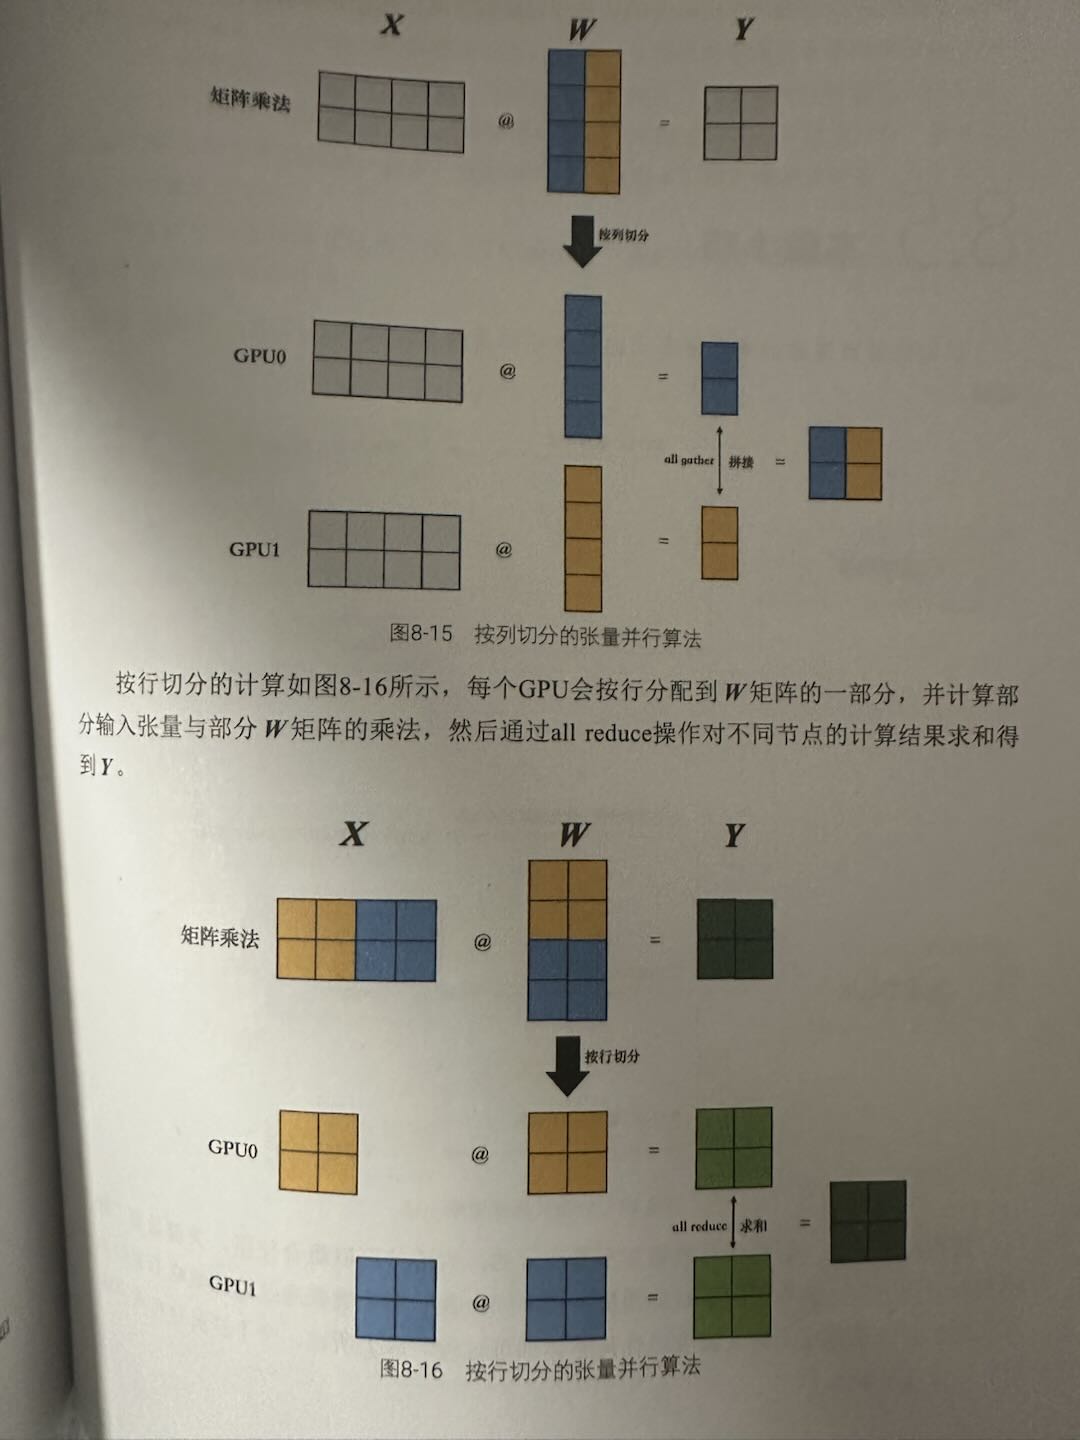 X W Y
矩阵乘法 @ =
按列切分
GPU0 @ =
all gather 拼接 =
GPU1 @ =
图8-15 按列切分的张量并行算法
按行切分的计算如图8-16所示，每个GPU会按行分配到W矩阵的一部分，并计算部
分输入张量与部分W矩阵的乘法，然后通过all reduce操作对不同节点的计算结果求和得
到Y。
X W Y
矩阵乘法 @ =
按行切分
GPU0 @ =
all reduce 求和 =
GPU1 @ =
图8-16 按行切分的张量并行算法